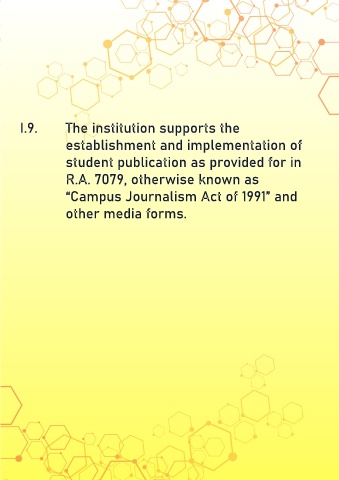 I.9. The institution supports the
establishment and implementation of
student publication as provided for in
R.A. 7079, otherwise known as
“Campus Journalism Act of 1991” and
other media forms.